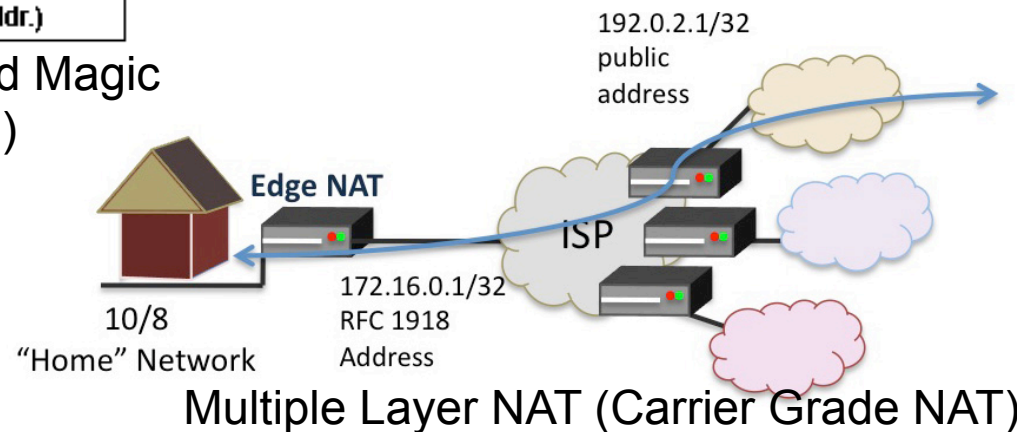 ddr.)
d Magic
)
192.0.2.1/32
public
address
Edge NAT
ISP
172.16.0.1/32
RFC 1918
Address
10/8
“Home” Network
Multiple Layer NAT (Carrier Grade NAT)